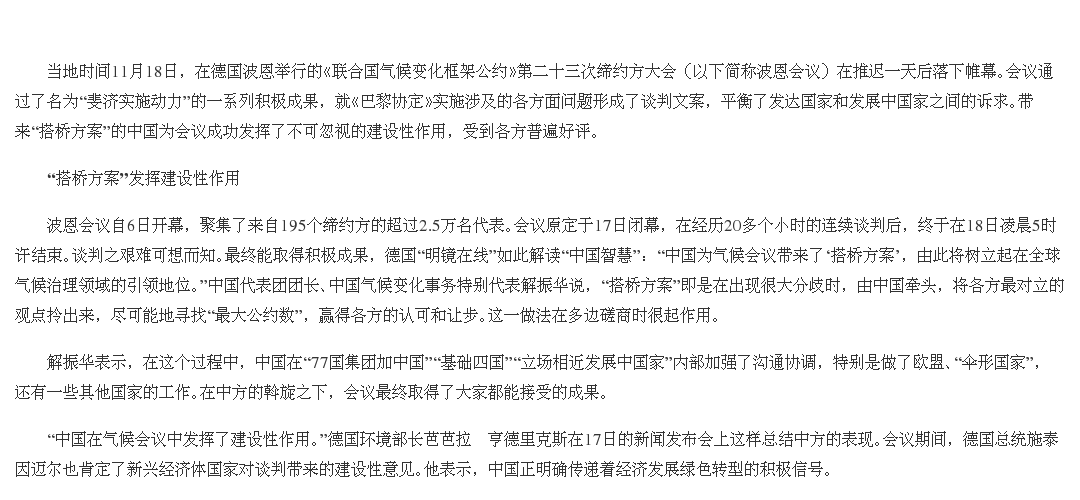 当地时间11月18日，在德国波恩举行的《联合国气候变化框架公约》第二十三次缔约方大会（以下简称波恩会议）在推迟一天后落下帷幕。会议通
过了名为“斐济实施动力”的一系列积极成果，就《巴黎协定》实施涉及的各方面问题形成了谈判文案，平衡了发达国家和发展中国家之间的诉求。带
来“搭桥方案”的中国为会议成功发挥了不可忽视的建设性作用，受到各方普遍好评。
“搭桥方案”发挥建设性作用
波恩会议自6日开幕，聚集了来自195个缔约方的超过2.5万名代表。会议原定于17日闭幕，在经历20多个小时的连续谈判后，终于在18日凌晨5时
许结束。谈判之艰难可想而知。最终能取得积极成果，德国“明镜在线”如此解读“中国智慧”：“中国为气候会议带来了‘搭桥方案’，由此将树立起在全球
气候治理领域的引领地位。”中国代表团团长、中国气候变化事务特别代表解振华说，“搭桥方案”即是在出现很大分歧时，由中国牵头，将各方最对立的
观点拎出来，尽可能地寻找“最大公约数”，赢得各方的认可和让步。这一做法在多边磋商时很起作用。
解振华表示，在这个过程中，中国在“77国集团加中国”“基础四国”“立场相近发展中国家”内部加强了沟通协调，特别是做了欧盟、“伞形国家”，
还有一些其他国家的工作。在中方的斡旋之下，会议最终取得了大家都能接受的成果。
“中国在气候会议中发挥了建设性作用。”德国环境部长芭芭拉　亨德里克斯在17日的新闻发布会上这样总结中方的表现。会议期间，德国总统施泰
因迈尔也肯定了新兴经济体国家对谈判带来的建设性意见。他表示，中国正明确传递着经济发展绿色转型的积极信号。